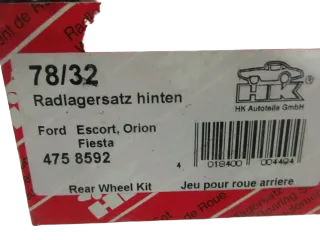 78/32
Radlagersatz hinten
HK
HK Autoteile GmbH
Ford Escort, Orion
Fiesta
475 8592
4 018400 004494
Rear Wheel Kit
Jeu pour roue arriere